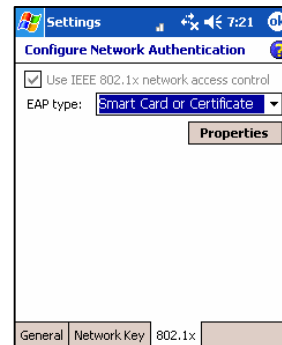 Settings 7:21 ok
Configure Network Authentication ?
Use IEEE 802.1x network access control
EAP type: Smart Card or Certificate
Properties
General Network Key 802.1x